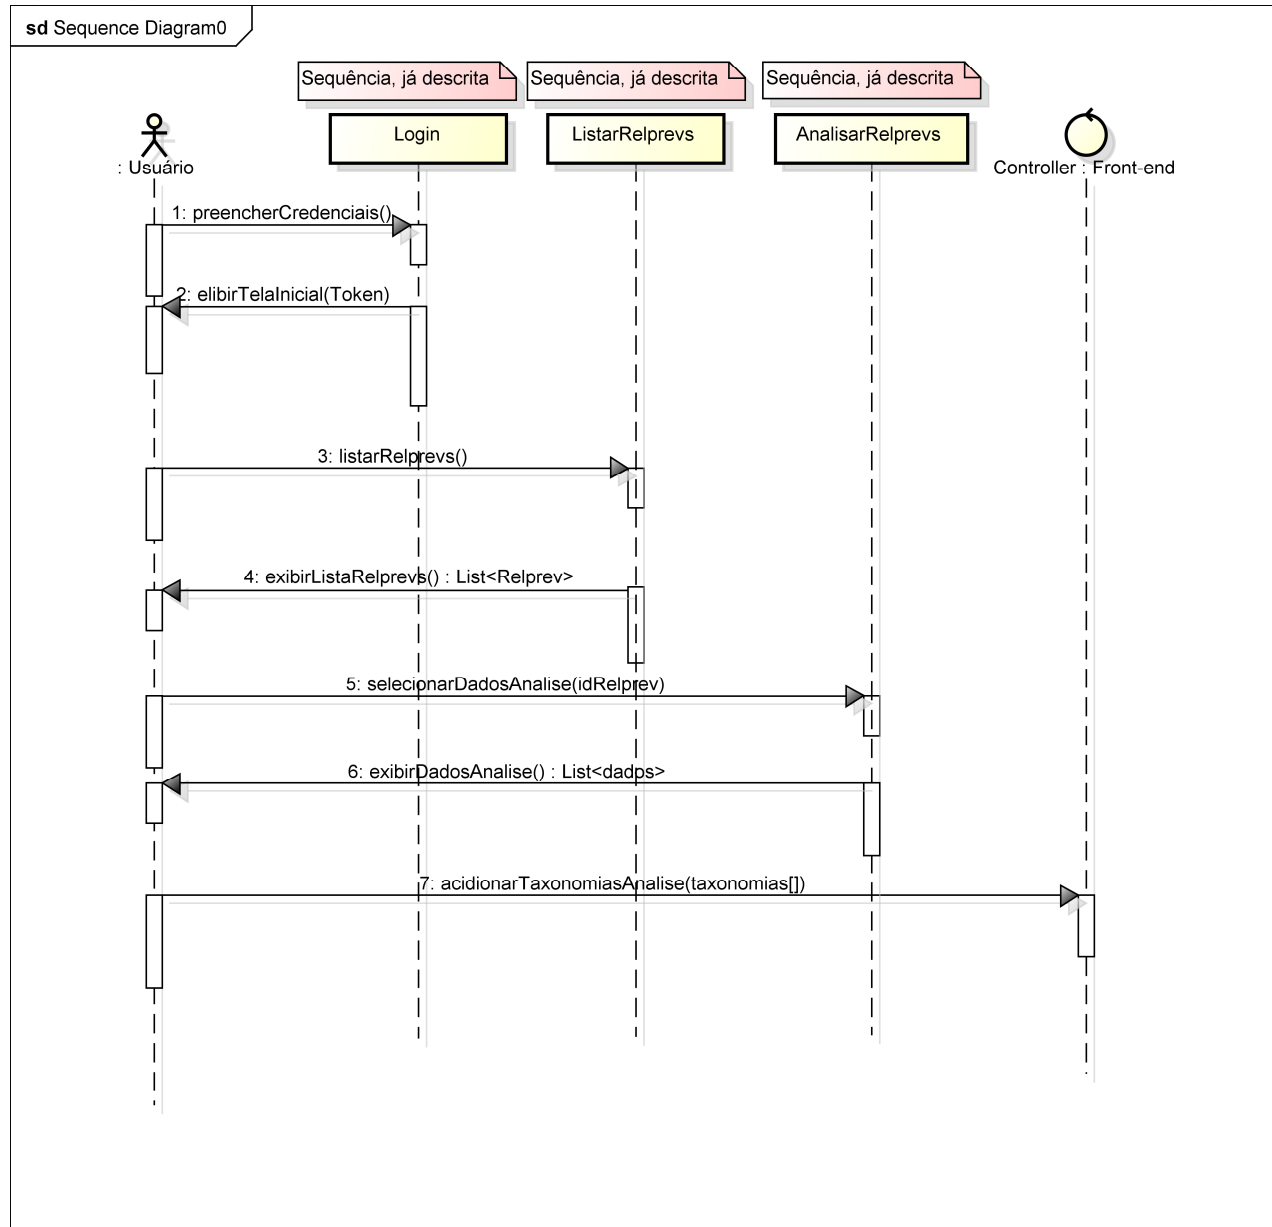 sd Sequence Diagram0
Sequência, já descrita
Sequência, já descrita
Sequência, já descrita
Login
ListarRelprevs
AnalisarRelprevs
: Usuário
Controller : Front-end
1: preencherCredenciais()
2: elibirTelaInicial(Token)
3: listarRelprevs()
4: exibirListaRelprevs() : List<Relprev>
5: selecionarDadosAnalise(idRelprev)
6: exibirDadosAnalise() : List<dadps>
7: acidionarTaxonomiasAnalise(taxonomias[])